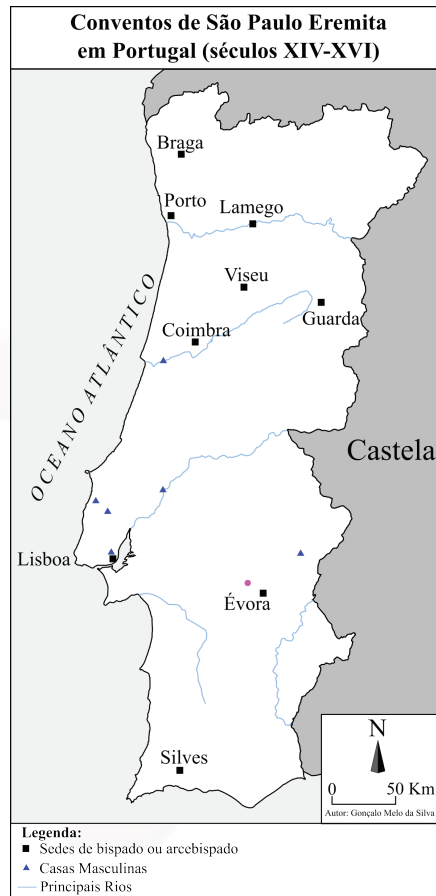 Conventos de São Paulo Eremita
em Portugal (séculos XIV-XVI)
Braga
Porto
Lamego
Viseu
Guarda
Coimbra
OCEANO ATLÂNTICO
Castela
Lisboa
Évora
Silves
N
0 50 Km
Autor: Gonçalo Melo da Silva
Legenda:
Sedes de bispado ou arcebispado
Casas Masculinas
Principais Rios